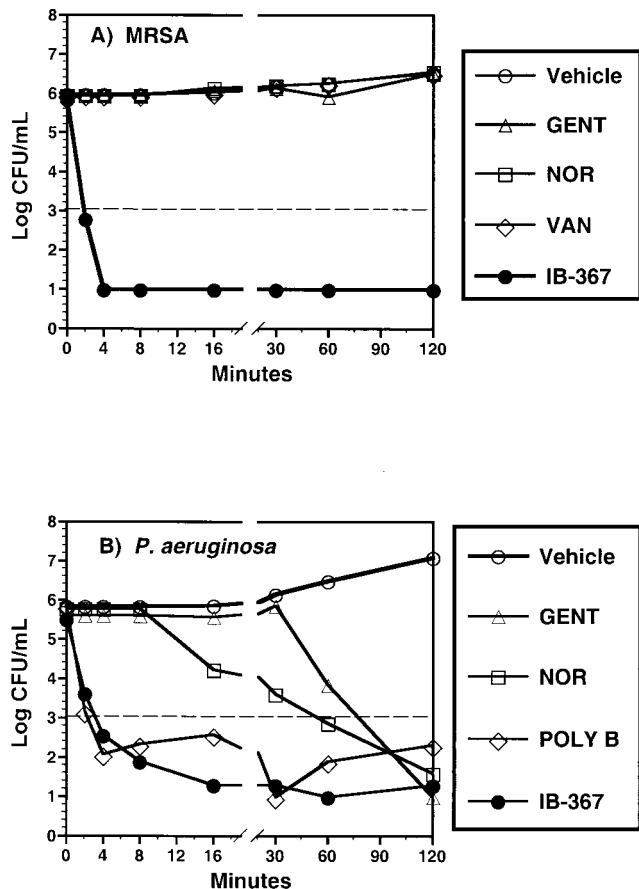 A) MRSA
Log CFU/mL
8
7
6
5
4
3
2
1
0
0 4 8 12 16 30 60 90 120
Minutes
Vehicle
GENT
NOR
VAN
IB-367
B) P. aeruginosa
Log CFU/mL
8
7
6
5
4
3
2
1
0
0 4 8 12 16 30 60 90 120
Minutes
Vehicle
GENT
NOR
POLY B
IB-367